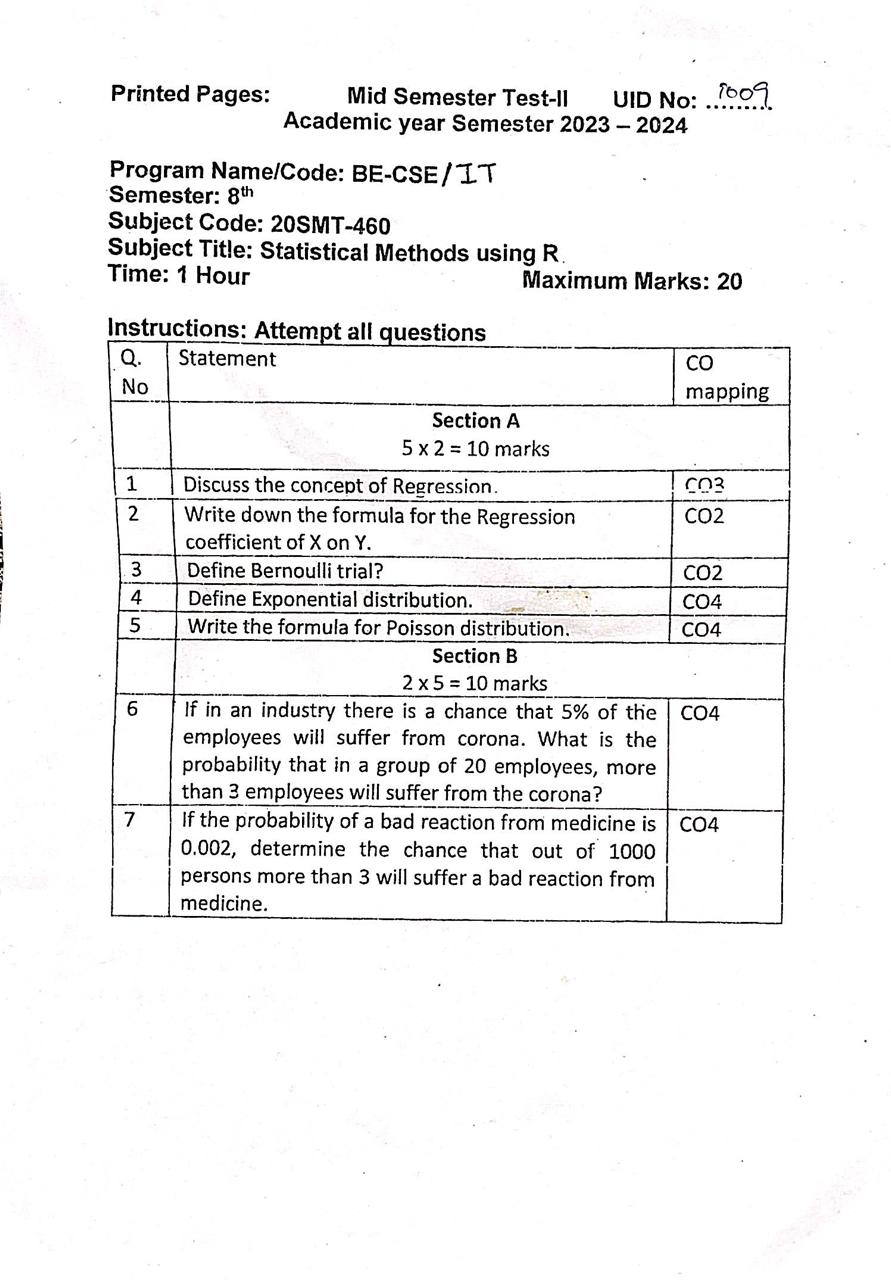 Printed Pages: Mid Semester Test-II UID No: ........
Academic year Semester 2023 – 2024
Program Name/Code: BE-CSE/IT
Semester: 8th
Subject Code: 20SMT-460
Subject Title: Statistical Methods using R
Time: 1 Hour Maximum Marks: 20
Instructions: Attempt all questions
Q. Statement CO
No mapping
Section A
5 x 2 = 10 marks
1 Discuss the concept of Regression. CO3
2 Write down the formula for the Regression CO2
coefficient of X on Y.
3 Define Bernoulli trial? CO2
4 Define Exponential distribution. CO4
5 Write the formula for Poisson distribution. CO4
Section B
2 x 5 = 10 marks
6 If in an industry there is a chance that 5% of the CO4
employees will suffer from corona. What is the
probability that in a group of 20 employees, more
than 3 employees will suffer from the corona?
7 If the probability of a bad reaction from medicine is CO4
0.002, determine the chance that out of 1000
persons more than 3 will suffer a bad reaction from
medicine.